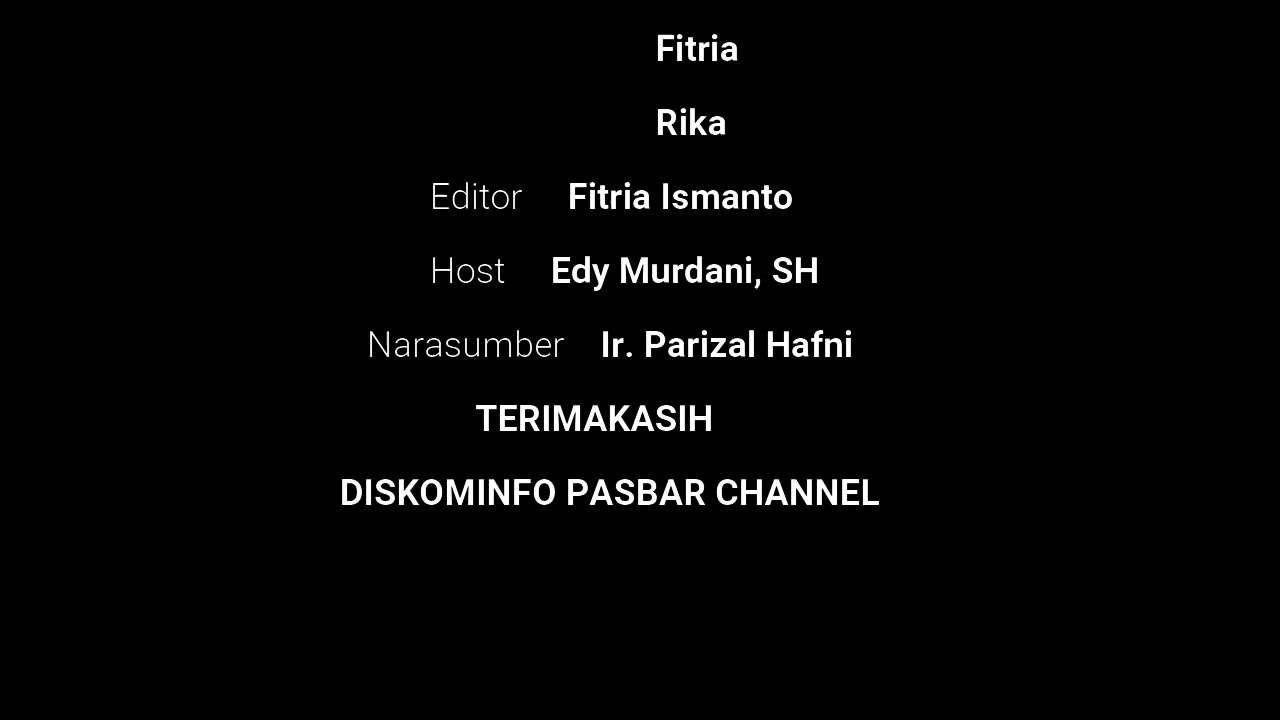 Fitria
Rika
Editor Fitria Ismanto
Host Edy Murdani, SH
Narasumber Ir. Parizal Hafni
TERIMAKASIH
DISKOMINFO PASBAR CHANNEL